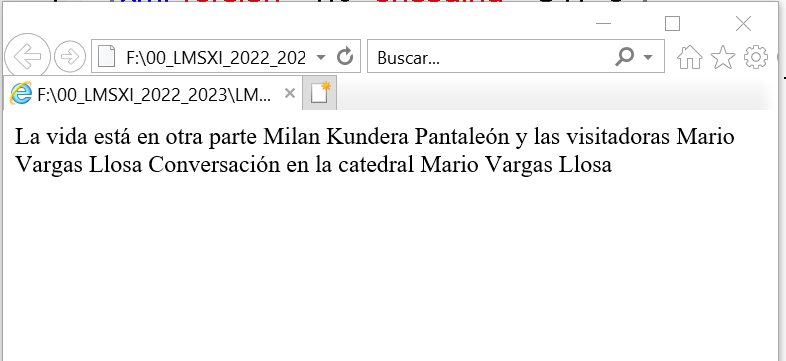 F:\00_LMSXI_2022_202
Buscar...
F:\00_LMSXI_2022_2023\LM...
La vida está en otra parte Milan Kundera Pantaleón y las visitadoras Mario
Vargas Llosa Conversación en la catedral Mario Vargas Llosa